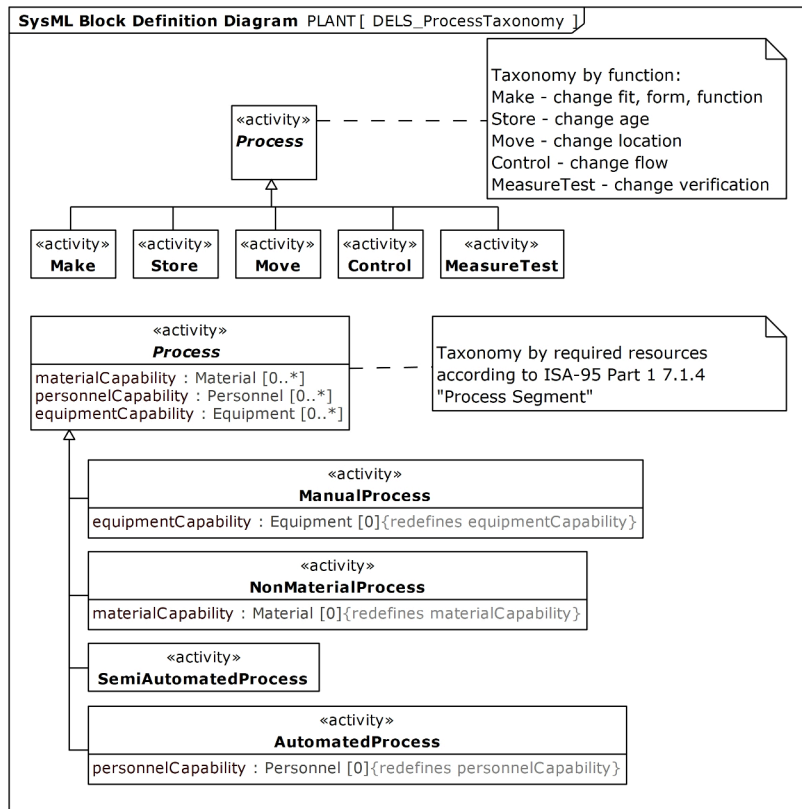 SysML Block Definition Diagram PLANT [ DELS_ProcessTaxonomy ]
«activity»
Process
Taxonomy by function:
Make - change fit, form, function
Store - change age
Move - change location
Control - change flow
MeasureTest - change verification
«activity»
Make
«activity»
Store
«activity»
Move
«activity»
Control
«activity»
MeasureTest
«activity»
Process
materialCapability : Material [0..*]
personnelCapability : Personnel [0..*]
equipmentCapability : Equipment [0..*]
Taxonomy by required resources
according to ISA-95 Part 1 7.1.4
"Process Segment"
«activity»
ManualProcess
equipmentCapability : Equipment [0]{redefines equipmentCapability}
«activity»
NonMaterialProcess
materialCapability : Material [0]{redefines materialCapability}
«activity»
SemiAutomatedProcess
«activity»
AutomatedProcess
personnelCapability : Personnel [0]{redefines personnelCapability}